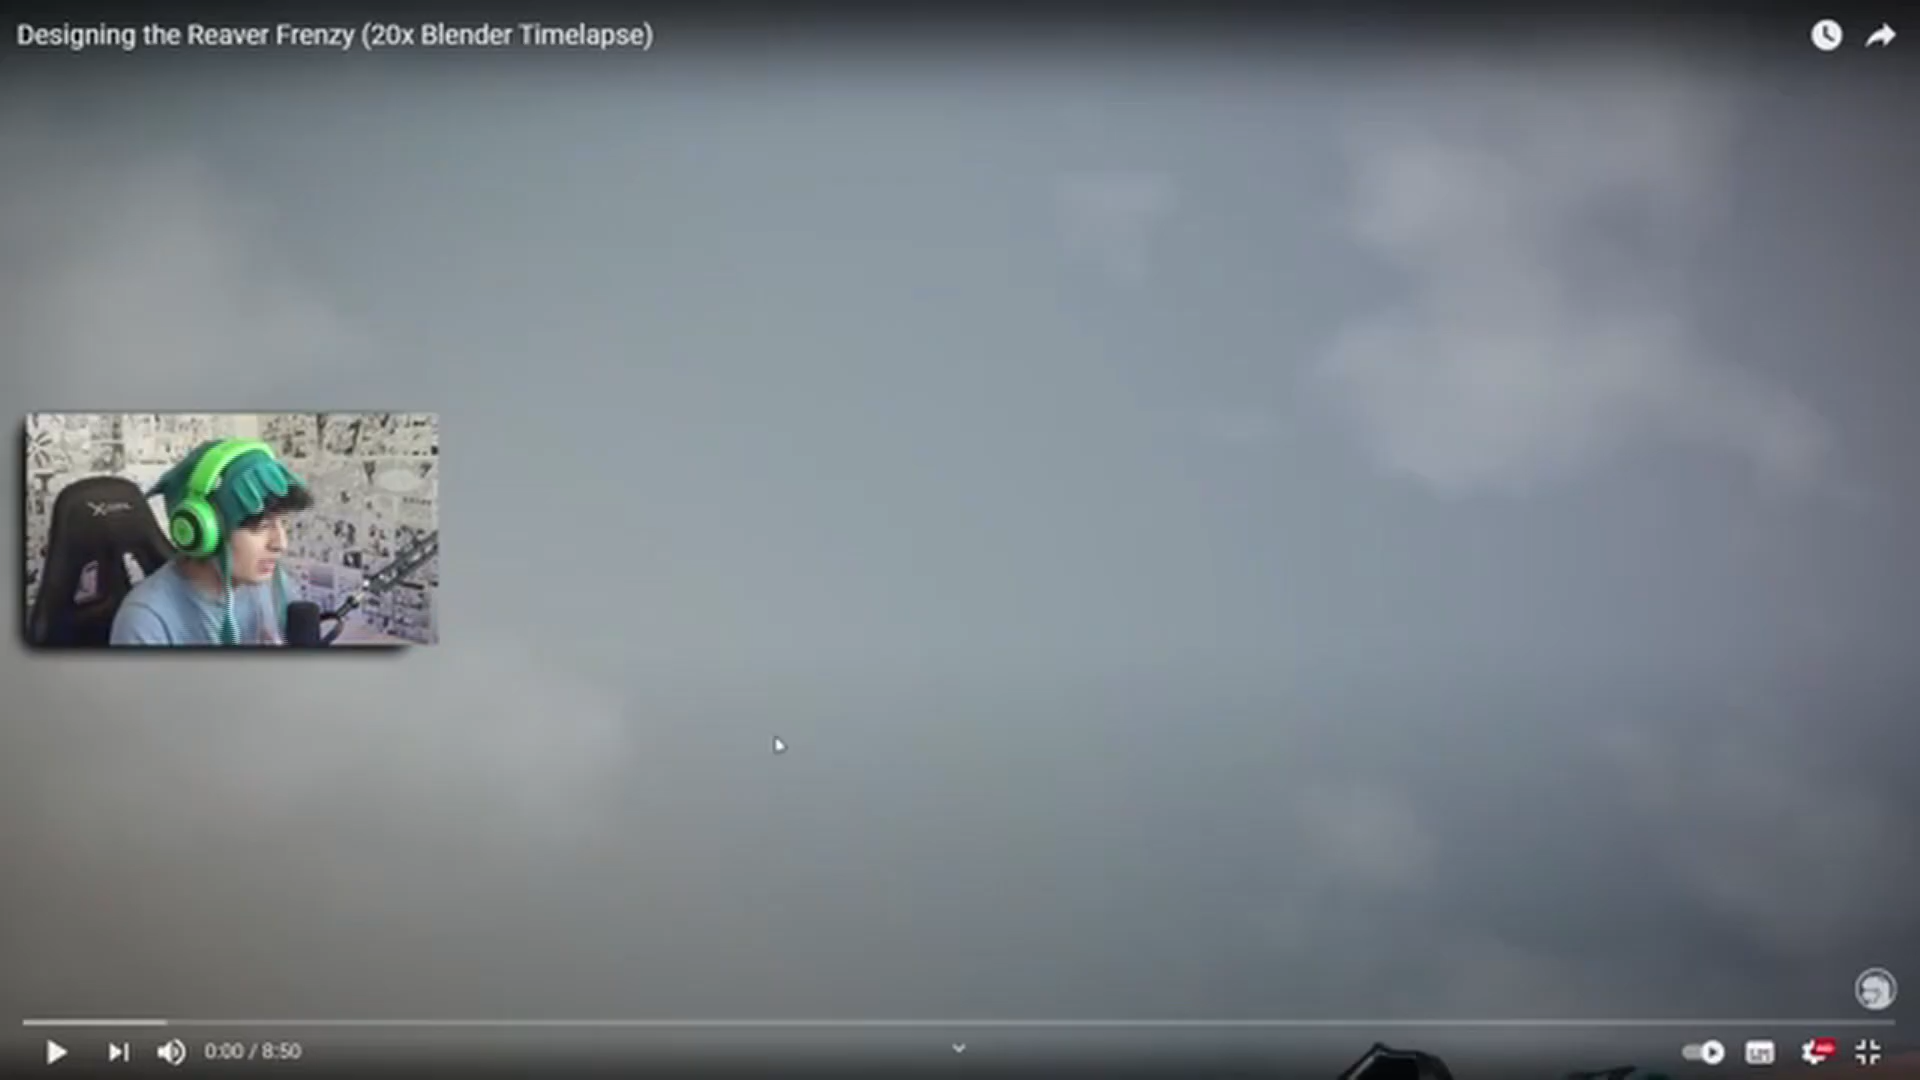 Designing the Reaver Frenzy (20x Blender Timelapse)
0:00 / 8:50